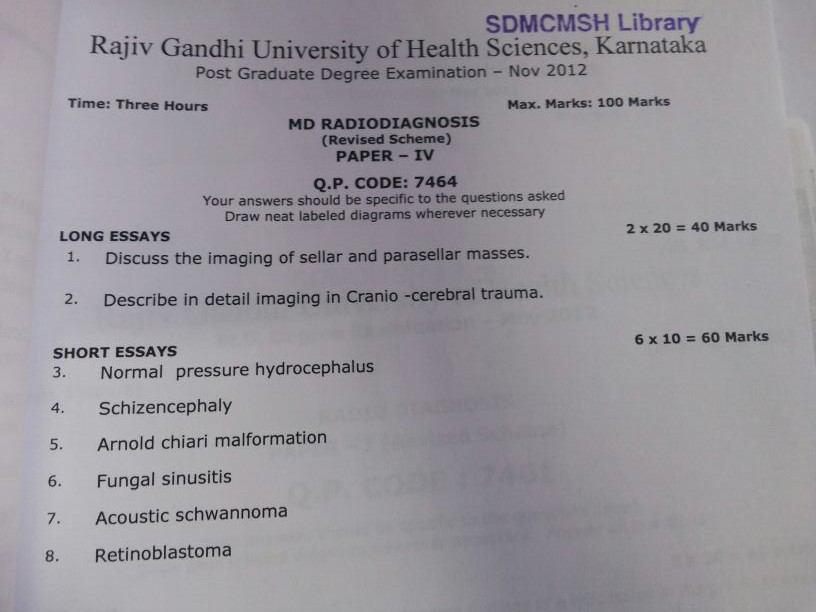 SDMCMSH Library
Rajiv Gandhi University of Health Sciences, Karnataka
Post Graduate Degree Examination – Nov 2012
Time: Three Hours Max. Marks: 100 Marks
MD RADIODIAGNOSIS
(Revised Scheme)
PAPER – IV
Q.P. CODE: 7464
Your answers should be specific to the questions asked
Draw neat labeled diagrams wherever necessary
LONG ESSAYS 2 x 20 = 40 Marks
1. Discuss the imaging of sellar and parasellar masses.
2. Describe in detail imaging in Cranio -cerebral trauma.
SHORT ESSAYS 6 x 10 = 60 Marks
3. Normal pressure hydrocephalus
4. Schizencephaly
5. Arnold chiari malformation
6. Fungal sinusitis
7. Acoustic schwannoma
8. Retinoblastoma